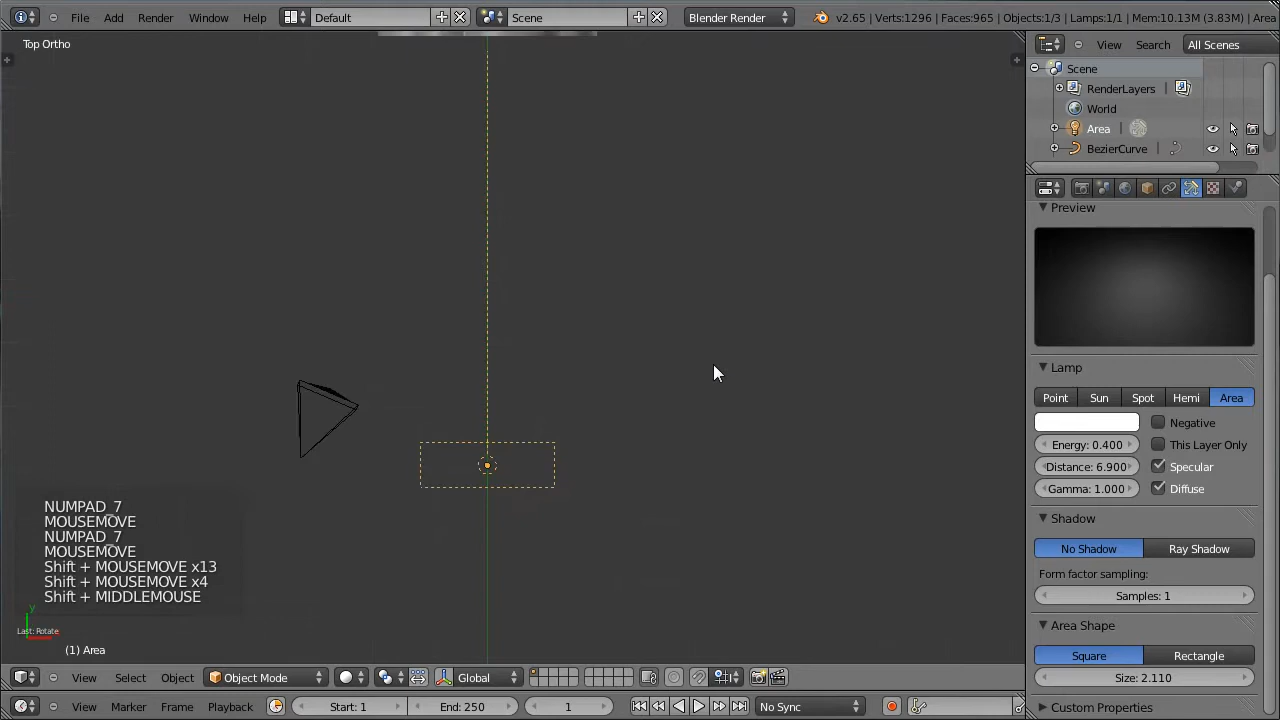 File Add Render Window Help Default Scene Blender Render v2.65 | Verts:1296 | Faces:965 | Objects:1/3 | Lamps:1/1 | Mem:10.13M (3.83M) | Area
Top Ortho
View Search All Scenes
Scene
RenderLayers
World
Area
BezierCurve
Preview
Lamp
Point Sun Spot Hemi Area
Negative
Energy: 0.400 This Layer Only
Distance: 6.900 Specular
Gamma: 1.000 Diffuse
Shadow
No Shadow Ray Shadow
Form factor sampling:
Samples: 1
Area Shape
Square Rectangle
Size: 2.110
Custom Properties
NUMPAD_7
MOUSEMOVE
NUMPAD_7
MOUSEMOVE
Shift + MOUSEMOVE x13
Shift + MOUSEMOVE x4
Shift + MIDDLEMOUSE
y
Last: Rotate
(1) Area
View Select Object Object Mode Global
View Marker Frame Playback Start: 1 End: 250 1 No Sync